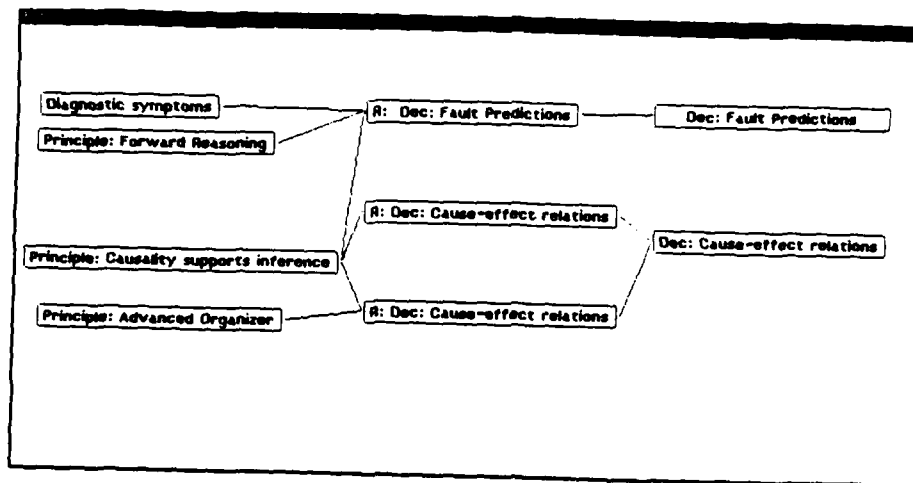 Diagnostic symptoms
A: Dec: Fault Predictions
Dec: Fault Predictions
Principle: Forward Reasoning
A: Dec: Cause-effect relations
Dec: Cause-effect relations
Principle: Causality supports inference
Principle: Advanced Organizer
A: Dec: Cause-effect relations